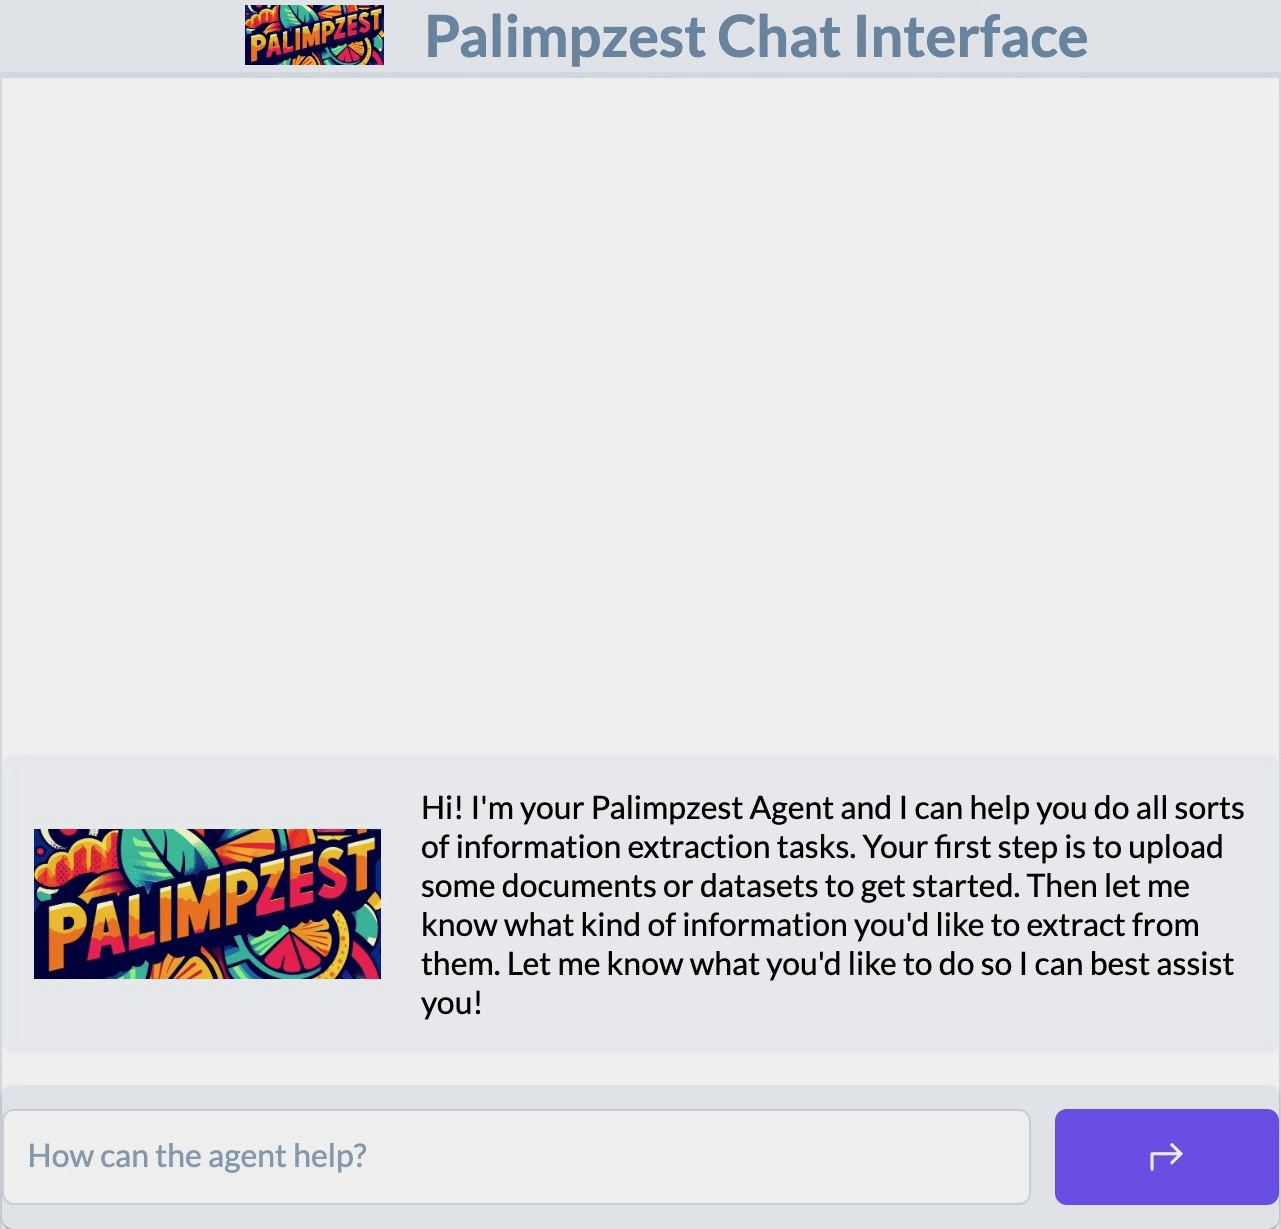 PALIMPZEST Palimpzest Chat Interface
PALIMPZEST
Hi! I'm your Palimpzest Agent and I can help you do all sorts
of information extraction tasks. Your first step is to upload
some documents or datasets to get started. Then let me
know what kind of information you'd like to extract from
them. Let me know what you'd like to do so I can best assist
you!
How can the agent help?